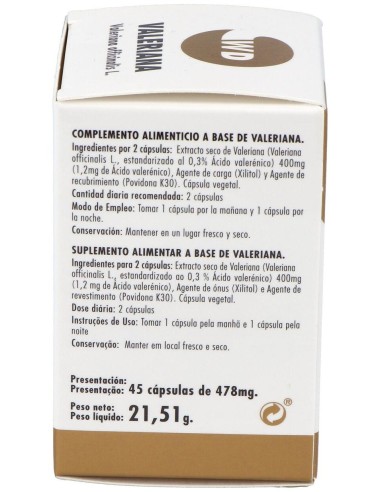 VALERIANA
Valeriana officinalis L.
JWD
COMPLEMENTO ALIMENTICIO A BASE DE VALERIANA.
Ingredientes por 2 cápsulas: Extracto seco de Valeriana (Valeriana
officinalis L., estandarizado al 0,3% Ácido valerénico) 400mg
(1,2mg de Ácido valerénico), Agente de carga (Xilitol) y Agente de
recubrimiento (Povidona K30). Cápsula vegetal.
Cantidad diaria recomendada: 2 cápsulas
Modo de Empleo: Tomar 1 cápsula por la mañana y 1 cápsula por
la noche.
Conservación: Mantener en un lugar fresco y seco.
SUPLEMENTO ALIMENTAR A BASE DE VALERIANA.
Ingredientes para 2 cápsulas: Extracto seco de Valeriana (Valeriana
officinalis L., estandardizado ao 0,3 % Ácido valerénico) 400mg
(1,2 mg de Ácido valerénico), Agente de ónus (Xilitol) e Agente de
revestimento (Povidona K30). Cápsula vegetal.
Dose diária: 2 cápsulas
Instruções de Uso: Tomar 1 cápsula pela manhã e 1 cápsula pela
noite
Conservação: Manter em local fresco e seco.
Presentación:
Presentação: 45 cápsulas de 478mg.
Peso neto:
Peso líquido: 21,51g.
®